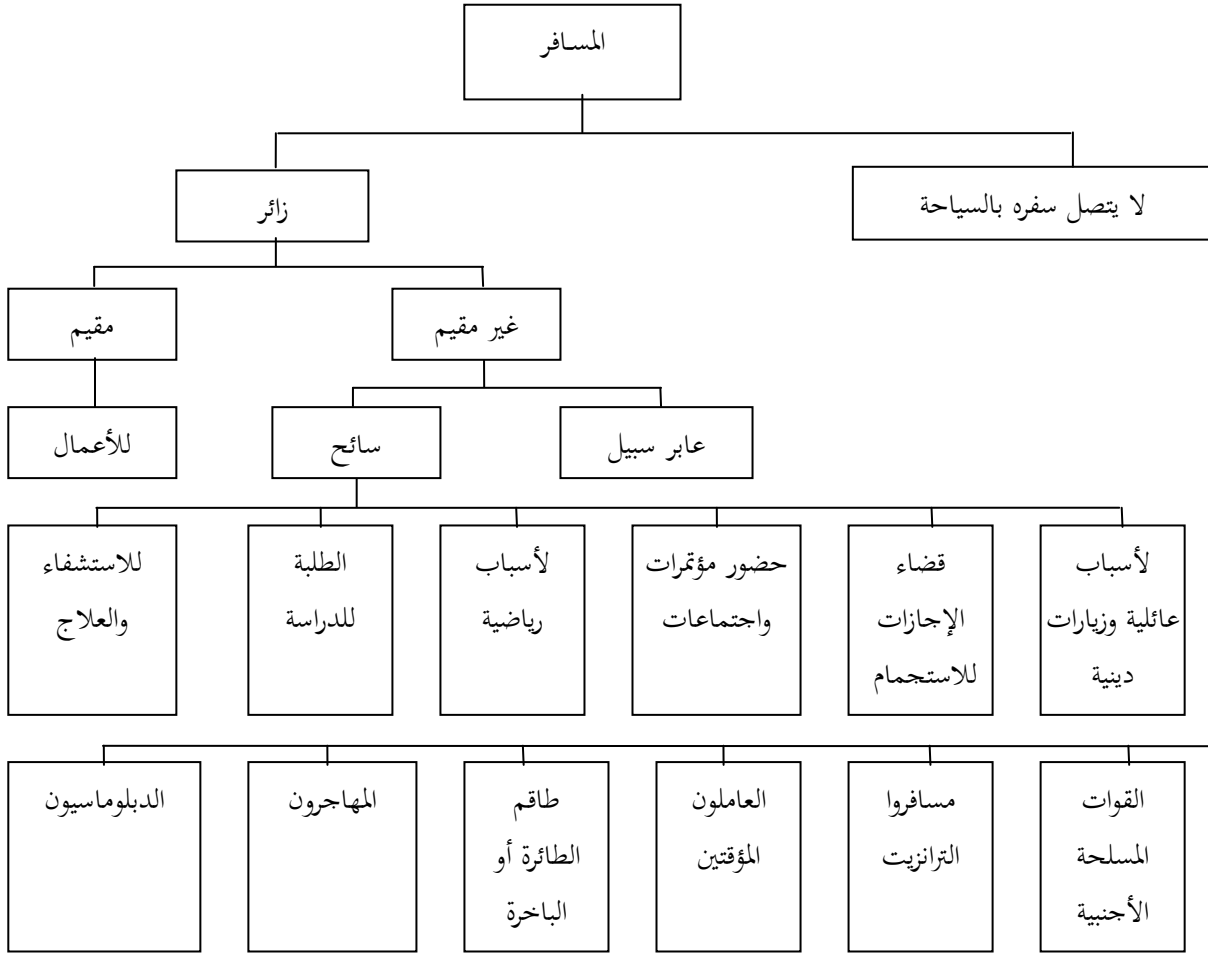 المسافر
لا يتصل سفره بالسياحة
زائر
غير مقيم
مقيم
عابر سبيل
سائح
للأعمال
لأسباب
عائلية وزيارات
دينية
قضاء
الإجازات
للاستجمام
حضور مؤتمرات
واجتماعات
لأسباب
رياضية
الطلبة
للدراسة
للاستشفاء
والعلاج
القوات
المسلحة
الأجنبية
مسافروا
الترانزيت
العاملون
المؤقتين
طاقم
الطائرة أو
الباخرة
المهاجرون
الدبلوماسيون